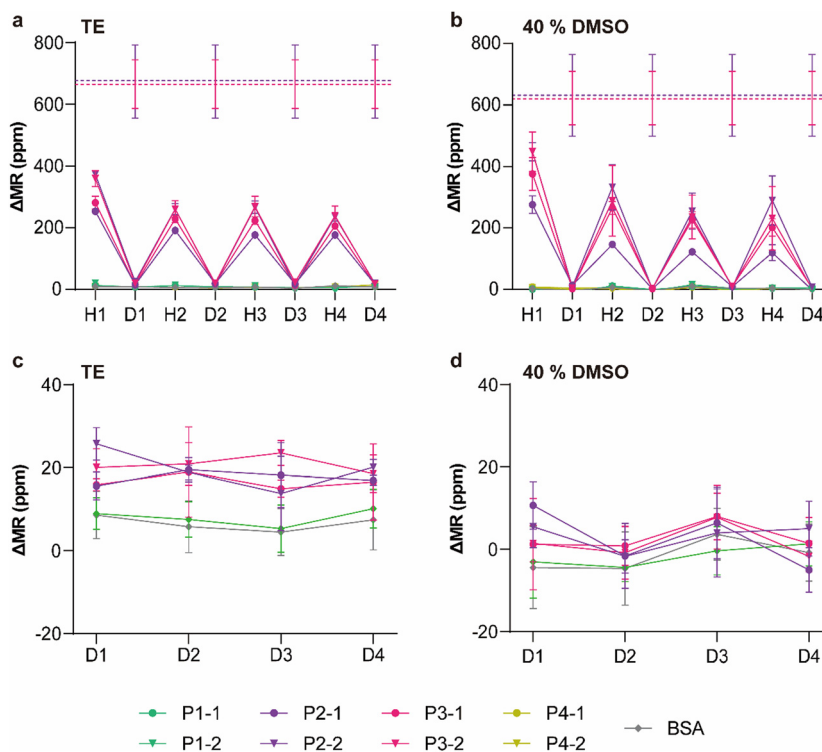 a TE
ΔMR (ppm)
800
600
400
200
0
H1 D1 H2 D2 H3 D3 H4 D4
b 40 % DMSO
ΔMR (ppm)
800
600
400
200
0
H1 D1 H2 D2 H3 D3 H4 D4
c TE
ΔMR (ppm)
40
20
0
-20
D1 D2 D3 D4
d 40 % DMSO
ΔMR (ppm)
40
20
0
-20
D1 D2 D3 D4
P1-1 P2-1 P3-1 P4-1 BSA
P1-2 P2-2 P3-2 P4-2